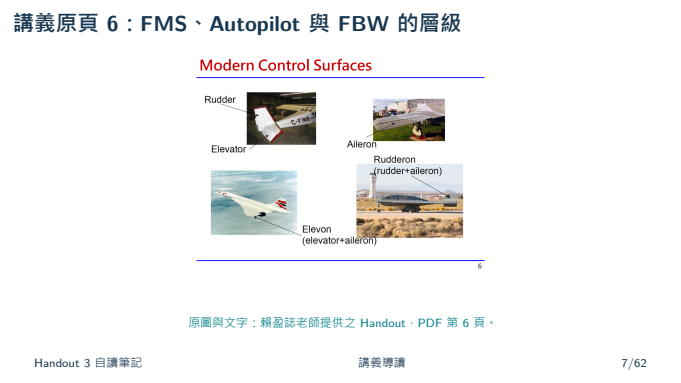 講義原頁 6：FMS、Autopilot 與 FBW 的層級
Modern Control Surfaces
Rudder
C-FINK
Elevator
Aileron
Rudderon
(rudder+aileron)
Elevon
(elevator+aileron)
6
原圖與文字：賴盈誌老師提供之 Handout，PDF 第 6 頁。
Handout 3 自讀筆記
講義導讀
7/62